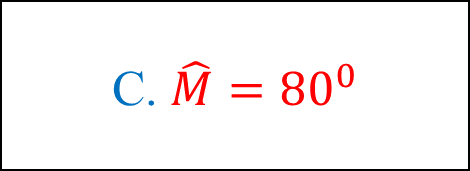 C. M̂ = 80⁰